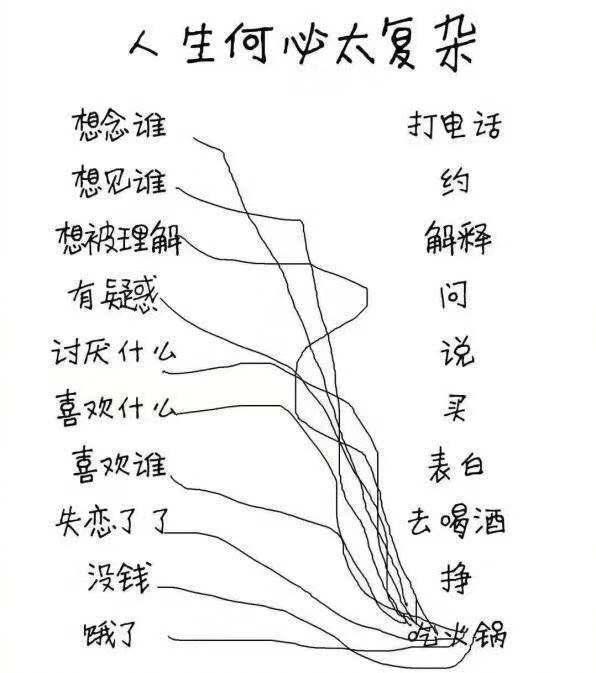 人生何必太复杂
想念谁 打电话
想见谁 约
想被理解 解释
有疑惑 问
讨厌什么 说
喜欢什么 买
喜欢谁 表白
失恋了了 去喝酒
没钱 挣
饿了 吃火锅